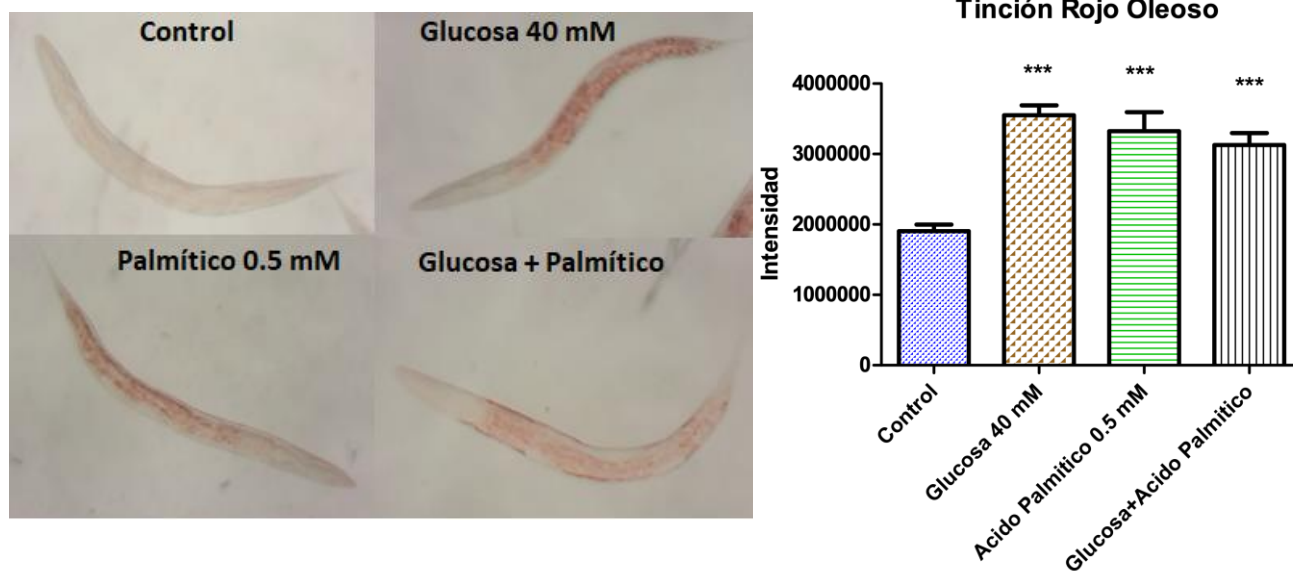 Control
Glucosa 40 mM
Palmítico 0.5 mM
Glucosa + Palmítico
Tinción Rojo Oleoso
Intensidad
4000000
3000000
2000000
1000000
0
***
***
***
Control
Glucosa 40 mM
Acido Palmitico 0.5 mM
Glucosa+Acido Palmitico